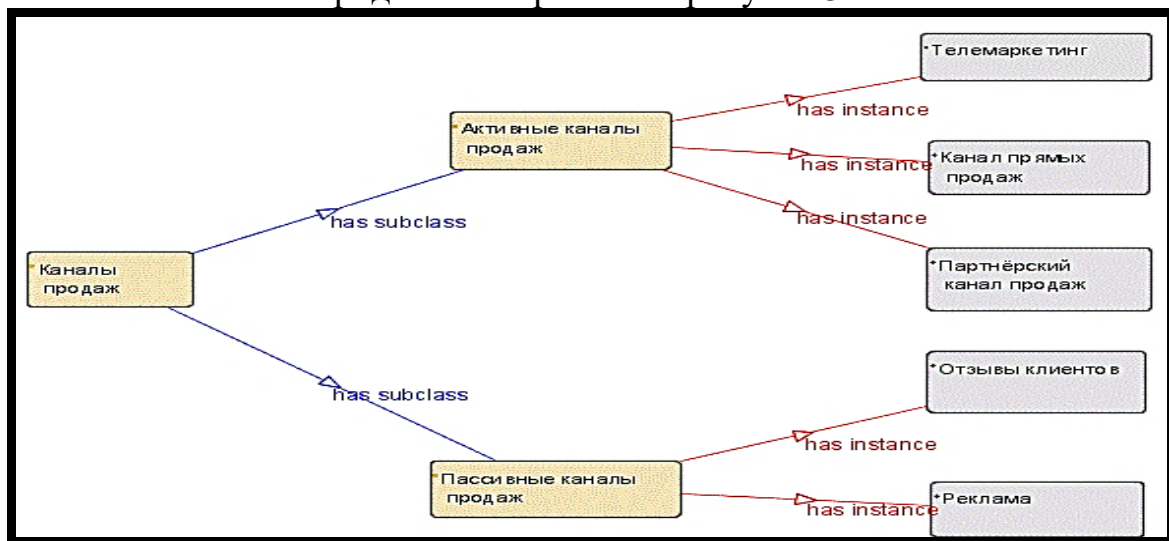 Телемаркетинг
has instance
Активные каналы
продаж
Канал прямых
продаж
has instance
has instance
has subclass
Каналы
продаж
Партнёрский
канал продаж
Отзывы клиентов
has subclass
has instance
Пассивные каналы
продаж
Реклама
has instance